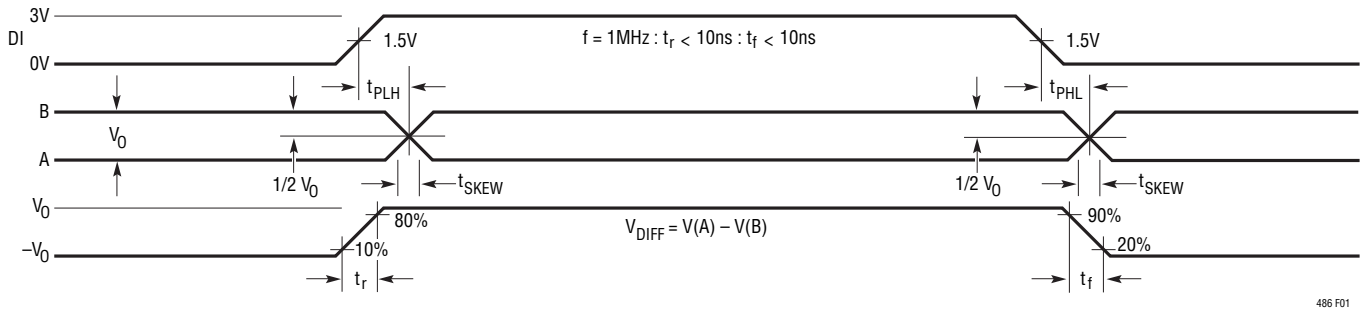 3V
DI
0V
1.5V
f = 1MHz : tr < 10ns : tf < 10ns
1.5V
tPLH
tPHL
B
VO
A
1/2 VO
tSKEW
1/2 VO
tSKEW
VO
–VO
80%
10%
VDIFF = V(A) – V(B)
90%
20%
tr
tf
486 F01